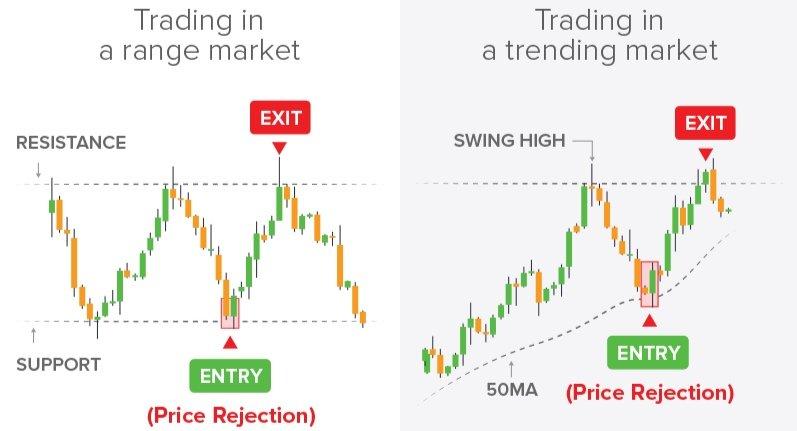 Trading in
a range market
RESISTANCE
EXIT
SUPPORT
ENTRY
(Price Rejection)
Trading in
a trending market
SWING HIGH
EXIT
50MA
ENTRY
(Price Rejection)